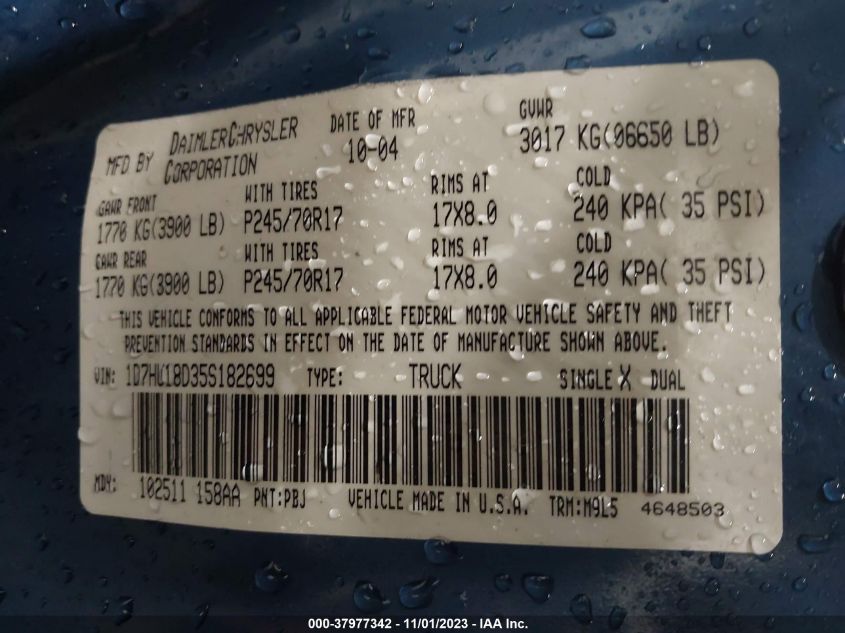 MFD BY DAIMLERCHRYSLER CORPORATION
DATE OF MFR 10-04
GVWR 3017 KG(06650 LB)
GAWR FRONT WITH TIRES RIMS AT COLD
1770 KG(3900 LB) P245/70R17 17X8.0 240 KPA( 35 PSI)
GAWR REAR WITH TIRES RIMS AT COLD
1770 KG(3900 LB) P245/70R17 17X8.0 240 KPA( 35 PSI)
THIS VEHICLE CONFORMS TO ALL APPLICABLE FEDERAL MOTOR VEHICLE SAFETY AND THEFT
PREVENTION STANDARDS IN EFFECT ON THE DATE OF MANUFACTURE SHOWN ABOVE.
VIN: 1D7HU18D35S182699 TYPE: TRUCK SINGLE X DUAL
MDH: 102511 158AA PNT:PBJ VEHICLE MADE IN U.S.A. TRM:M9L5 4648503
000-37977342 - 11/01/2023 - IAA Inc.